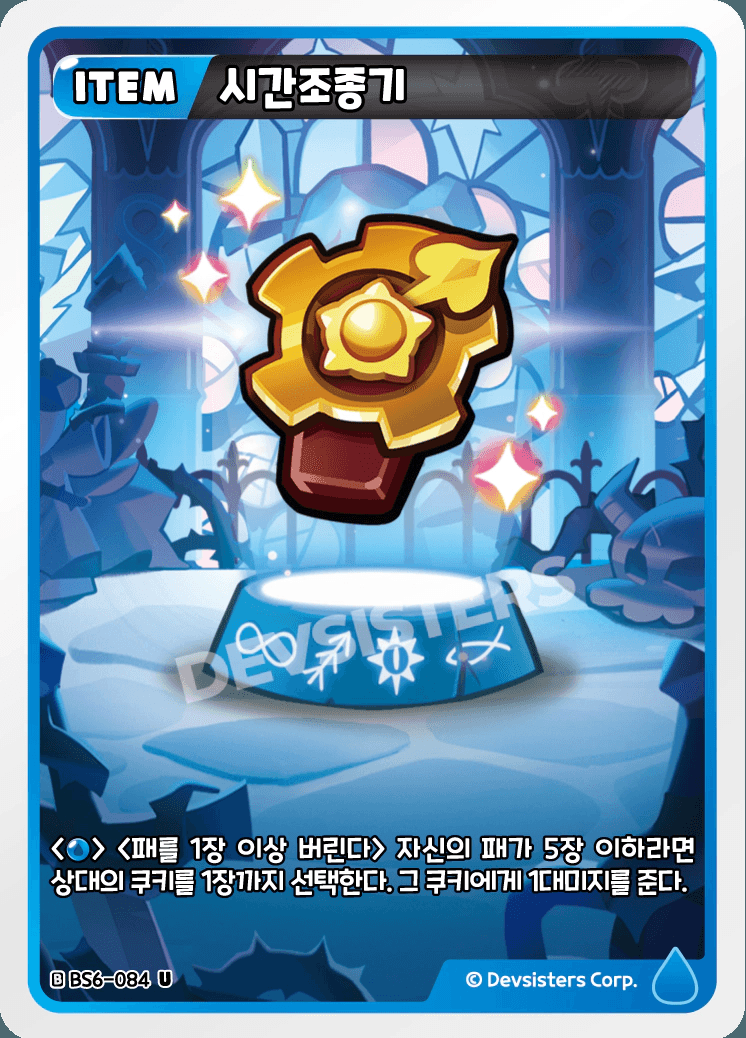 ITEM 시간조종기
DEVSISTERS
<💧> <패를 1장 이상 버린다> 자신의 패가 5장 이하라면
상대의 쿠키를 1장까지 선택한다. 그 쿠키에게 1대미지를 준다.
B BS6-084 U
© Devsisters Corp.